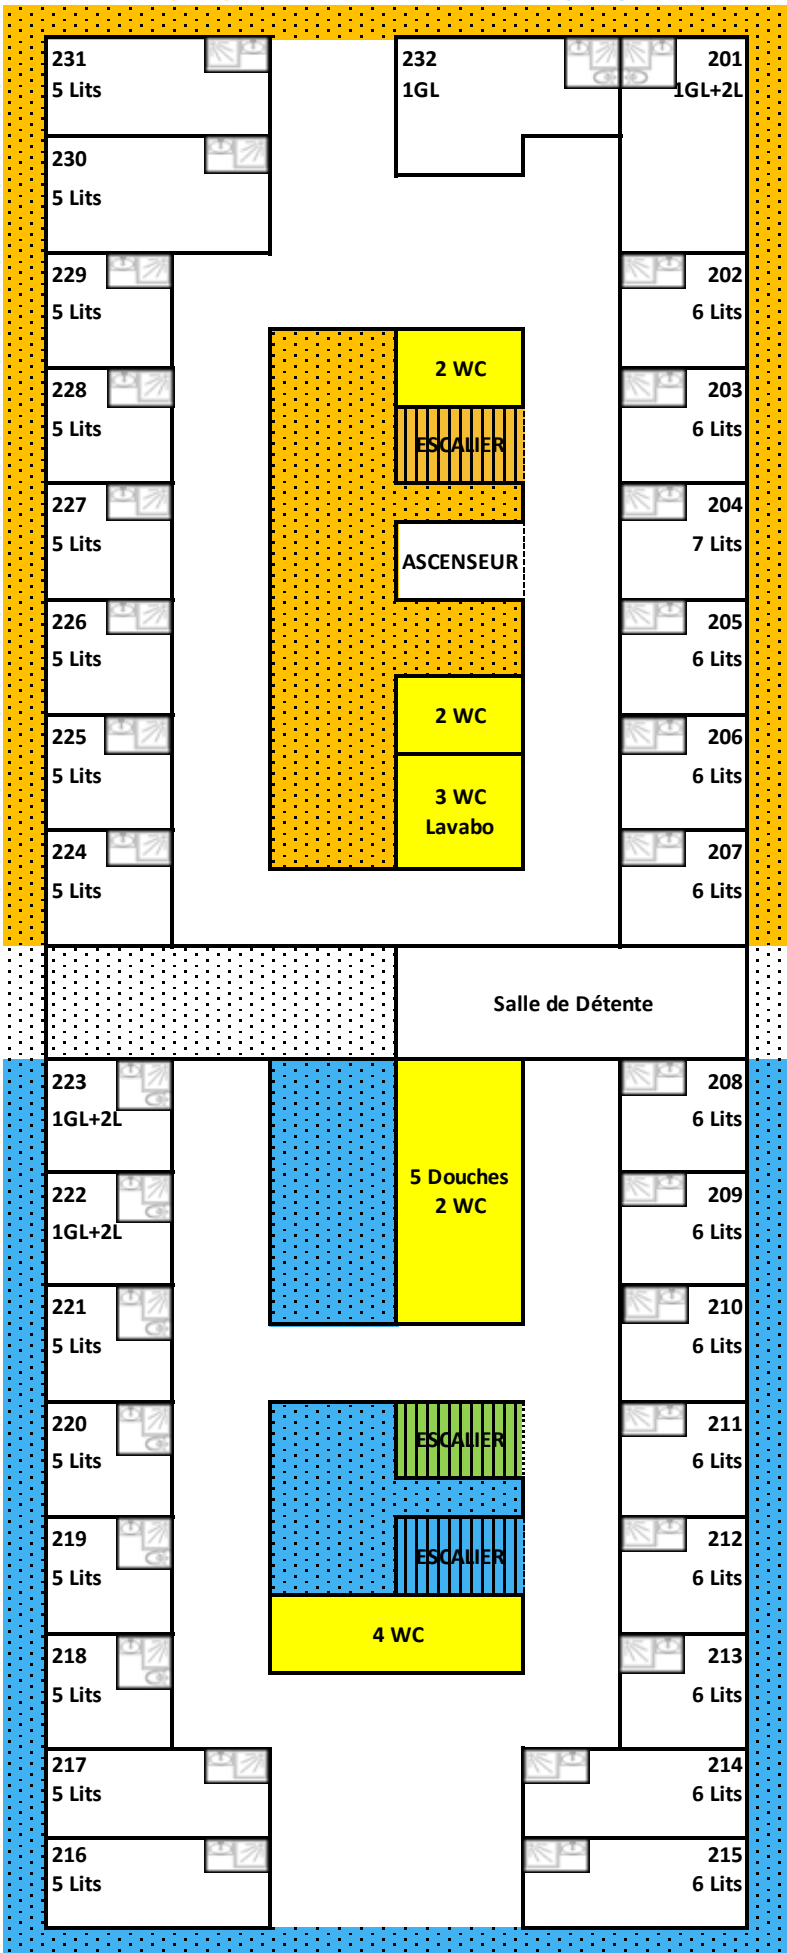 231
5 Lits
232
1GL
201
1GL+2L
230
5 Lits
229
5 Lits
202
6 Lits
2 WC
228
5 Lits
ESCALIER
203
6 Lits
227
5 Lits
ASCENSEUR
204
7 Lits
226
5 Lits
205
6 Lits
225
5 Lits
2 WC
206
6 Lits
3 WC
Lavabo
224
5 Lits
207
6 Lits
Salle de Détente
223
1GL+2L
208
6 Lits
5 Douches
2 WC
222
1GL+2L
209
6 Lits
221
5 Lits
210
6 Lits
220
5 Lits
ESCALIER
211
6 Lits
219
5 Lits
ESCALIER
212
6 Lits
4 WC
218
5 Lits
213
6 Lits
217
5 Lits
214
6 Lits
216
5 Lits
215
6 Lits